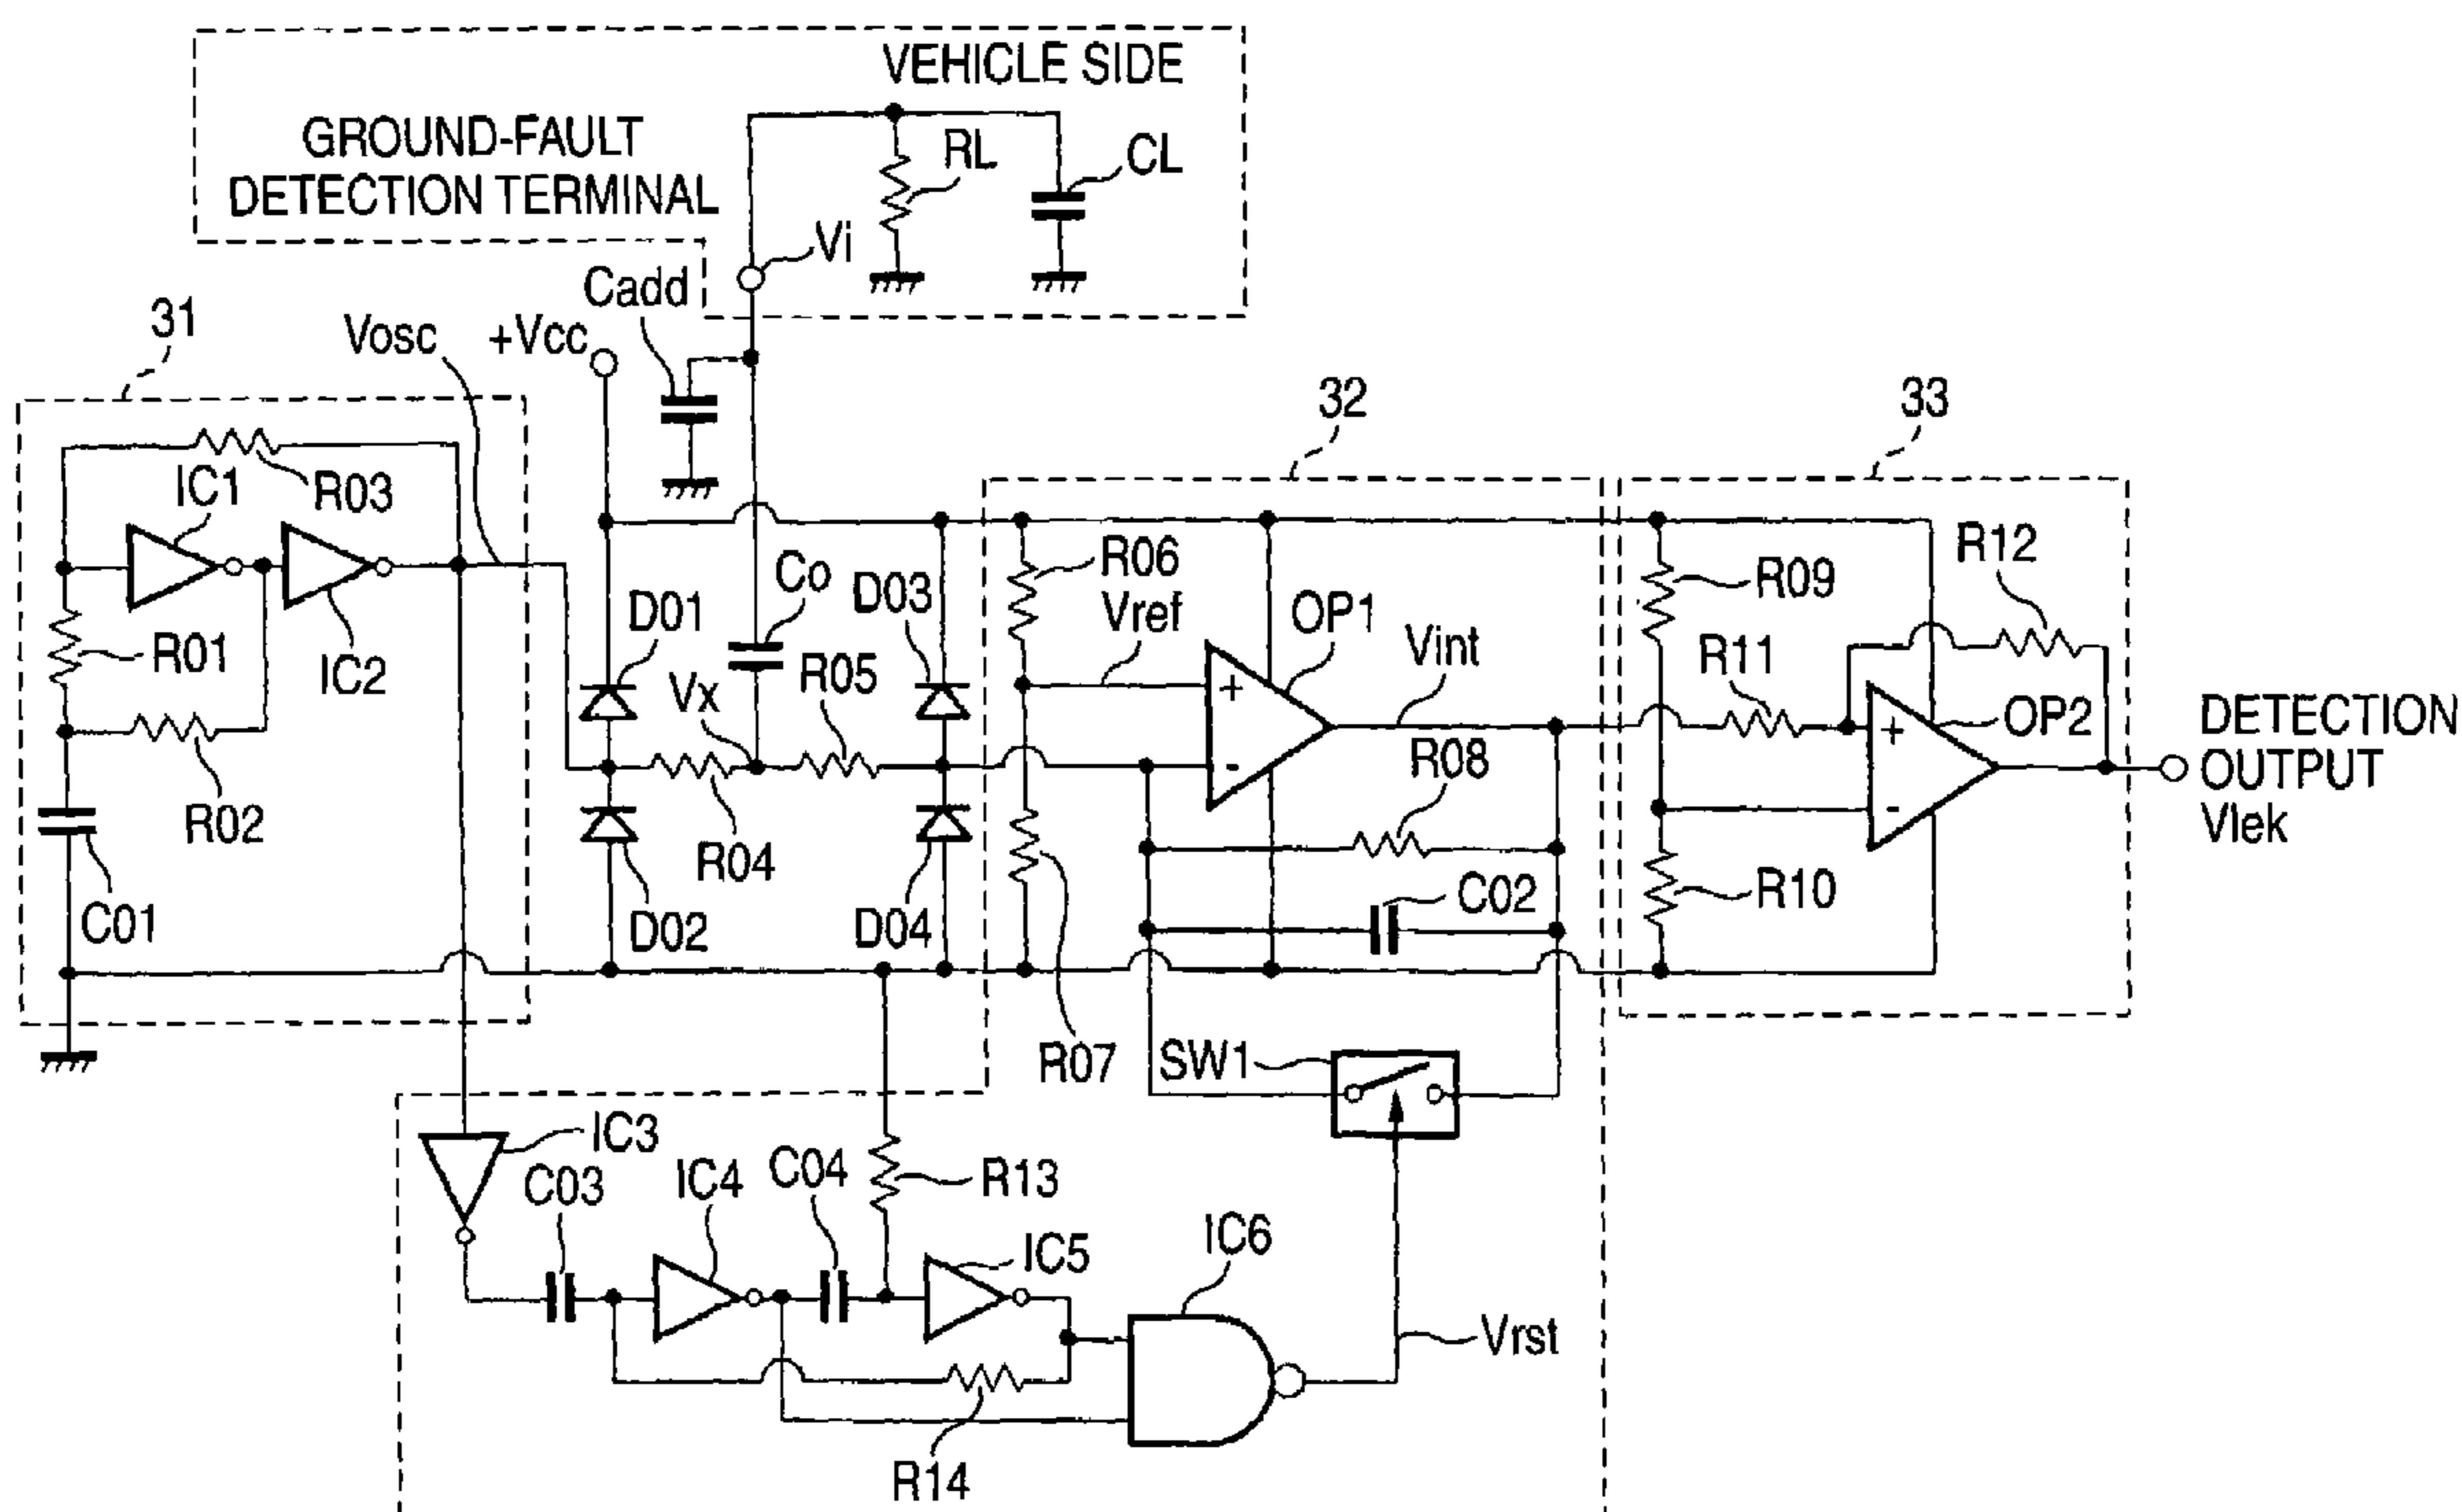 VEHICLE SIDE
GROUND-FAULT
DETECTION TERMINAL
RL
CL
Vi
Cadd
31
Vosc
+Vcc
32
33
R03
IC1
R01
IC2
R02
C01
D01
Co
D03
R06
Vref
OP1
Vint
R09
R12
R11
OP2
Vx
R05
R04
R08
D02
D04
C02
R10
R07
+
-
+
-
DETECTION
OUTPUT
Vlek
SW1
IC3
C03
IC4
C04
R13
IC5
IC6
R14
Vrst